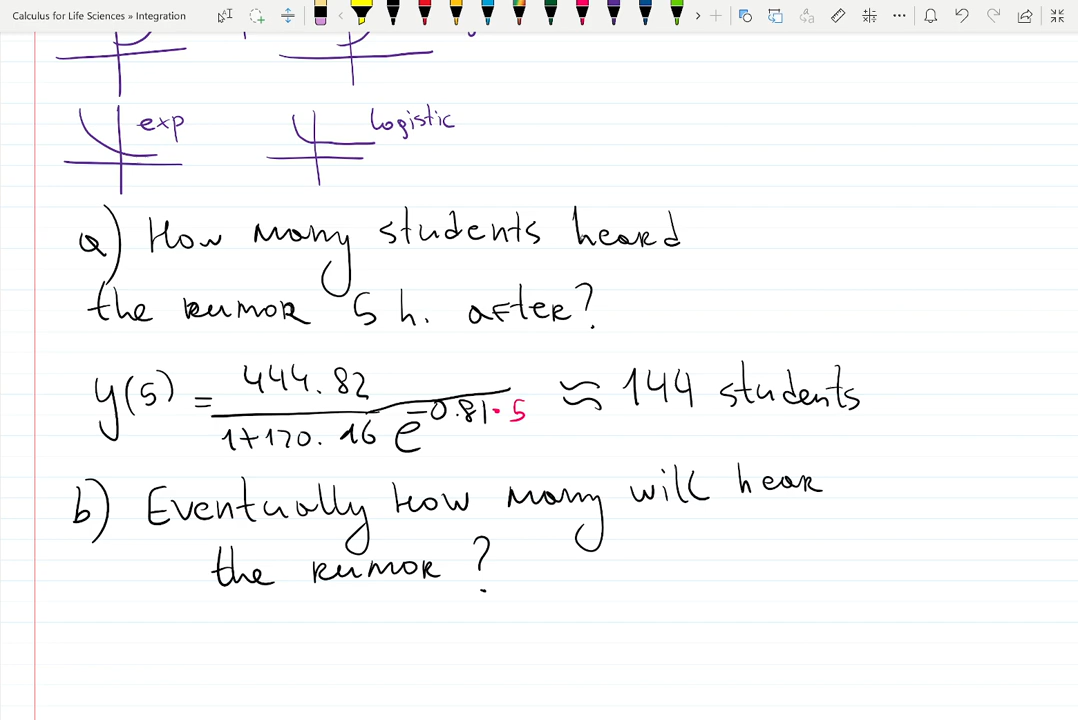 Calculus for Life Sciences » Integration
exp
logistic
a) How many students heard
the rumor 5 h. after?
y(5) = 444.82 / 1+170.16 e^-0.81·5 ≈ 144 students
b) Eventually How many will hear
the rumor ?